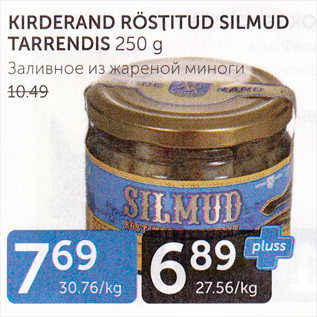 KIRDERAND RÖSTITUD SILMUD
TARRENDIS 250 g
Заливное из жареной миноги
10.49
SILMUD
7 69
30.76/kg
6 89
27.56/kg
pluss